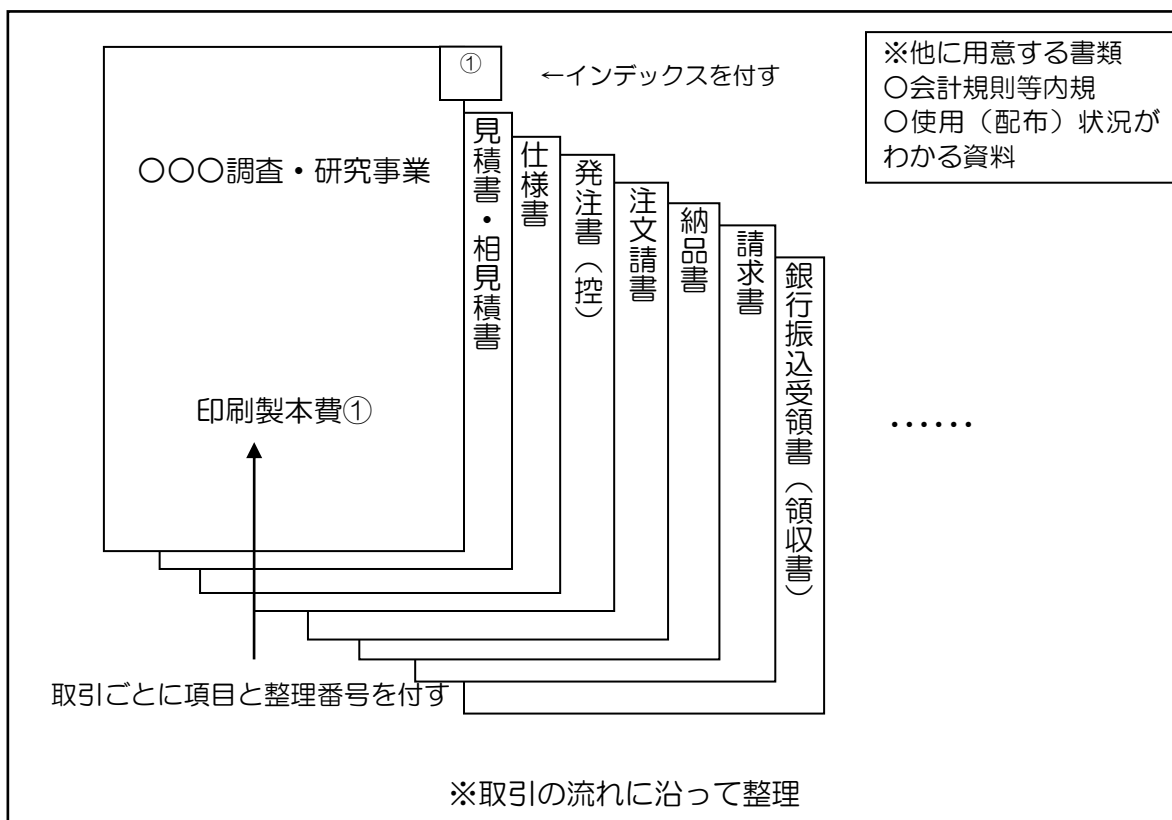 ①
←インデックスを付す
※他に用意する書類
○会計規則等内規
○使用（配布）状況が
わかる資料
○○○調査・研究事業
印刷製本費①
見積書・相見積書
仕様書
発注書（控）
注文請書
納品書
請求書
銀行振込受領書（領収書）
……
取引ごとに項目と整理番号を付す
※取引の流れに沿って整理